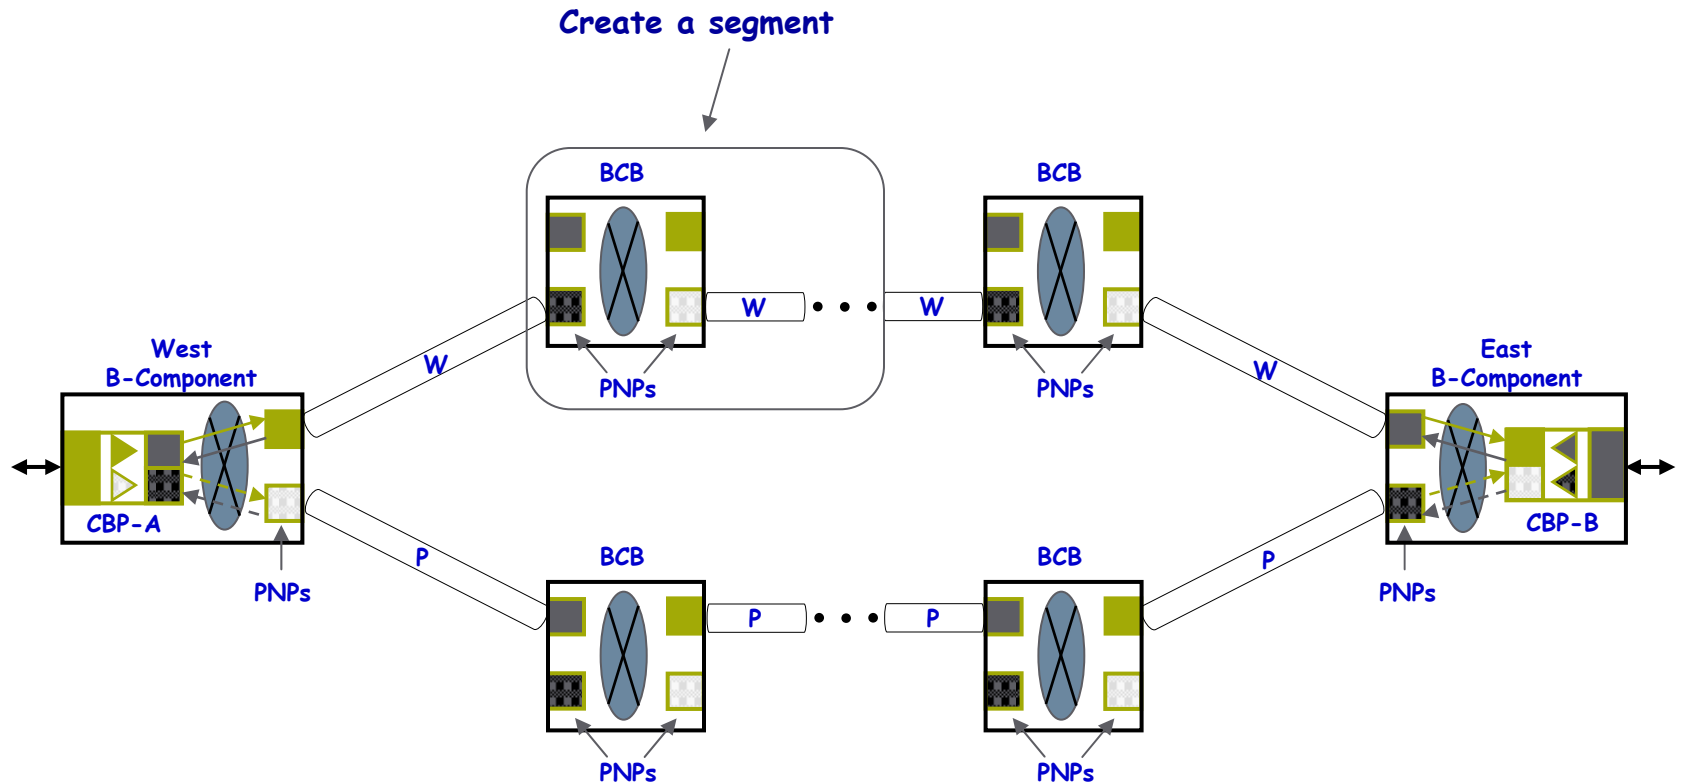 Create a segment
BCB
BCB
W
W
PNPs
PNPs
W
W
West
B-Component
East
B-Component
CBP-A
CBP-B
PNPs
PNPs
P
P
BCB
BCB
P
P
PNPs
PNPs